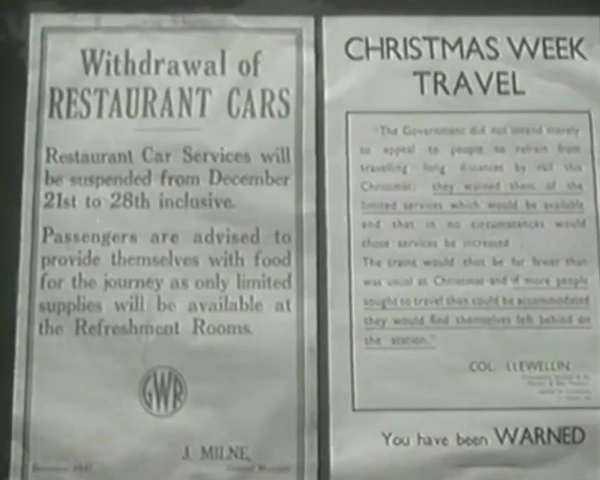 Withdrawal of
RESTAURANT CARS
Restaurant Car Services will
be suspended from December
21st to 28th inclusive.
Passengers are advised to
provide themselves with food
for the journey as only limited
supplies will be available at
the Refreshment Rooms.
GWR
J. MILNE,
General Manager
CHRISTMAS WEEK
TRAVEL
"The Government did not intend merely
to appeal to people to refrain from
travelling long distances by rail this
Christmas; they warned them of the
limited services which would be available
and that in no circumstances would
those services be increased
The trains would thus be far fewer than
was usual at Christmas and if more people
sought to travel than could be accommodated
they would find themselves left behind on
the station."
COL. LLEWELLIN.
You have been WARNED